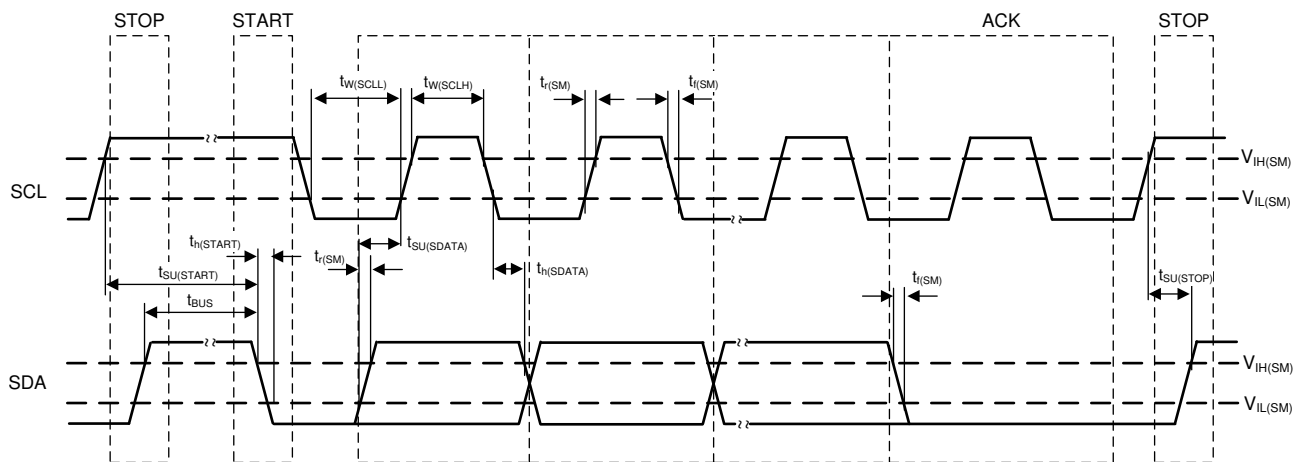 STOP START ACK STOP
tW(SCLL) tW(SCLH) tr(SM) tf(SM)
VIH(SM)
SCL
VIL(SM)
th(START) tr(SM) tSU(SDATA)
th(SDATA)
tSU(START) tf(SM) tSU(STOP)
tBUS
VIH(SM)
SDA
VIL(SM)